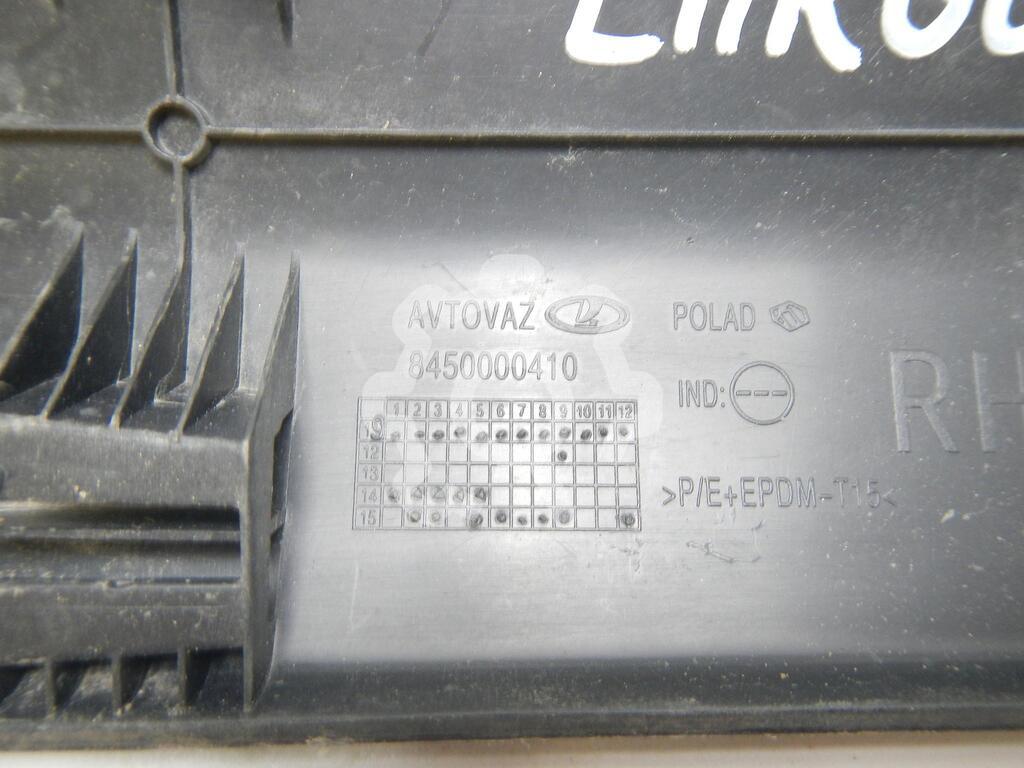 AVTOVAZ POLAD
8450000410
IND: ---
RH
1 2 3 4 5 6 7 8 9 10 11 12
19
12
13
14
15
>P/E+EPDM-T15<